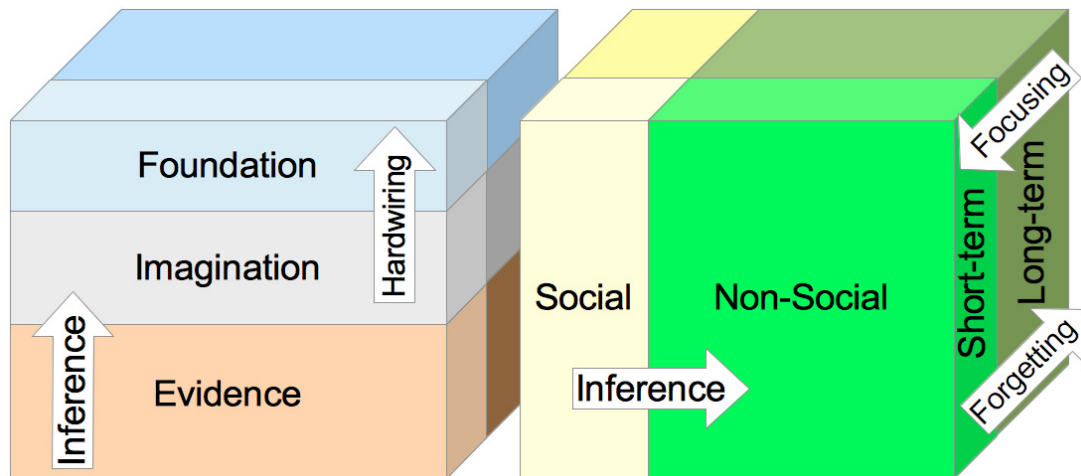 Foundation
Hardwiring
Imagination
Inference
Evidence
Social
Non-Social
Inference
Short-term
Long-term
Focusing
Forgetting